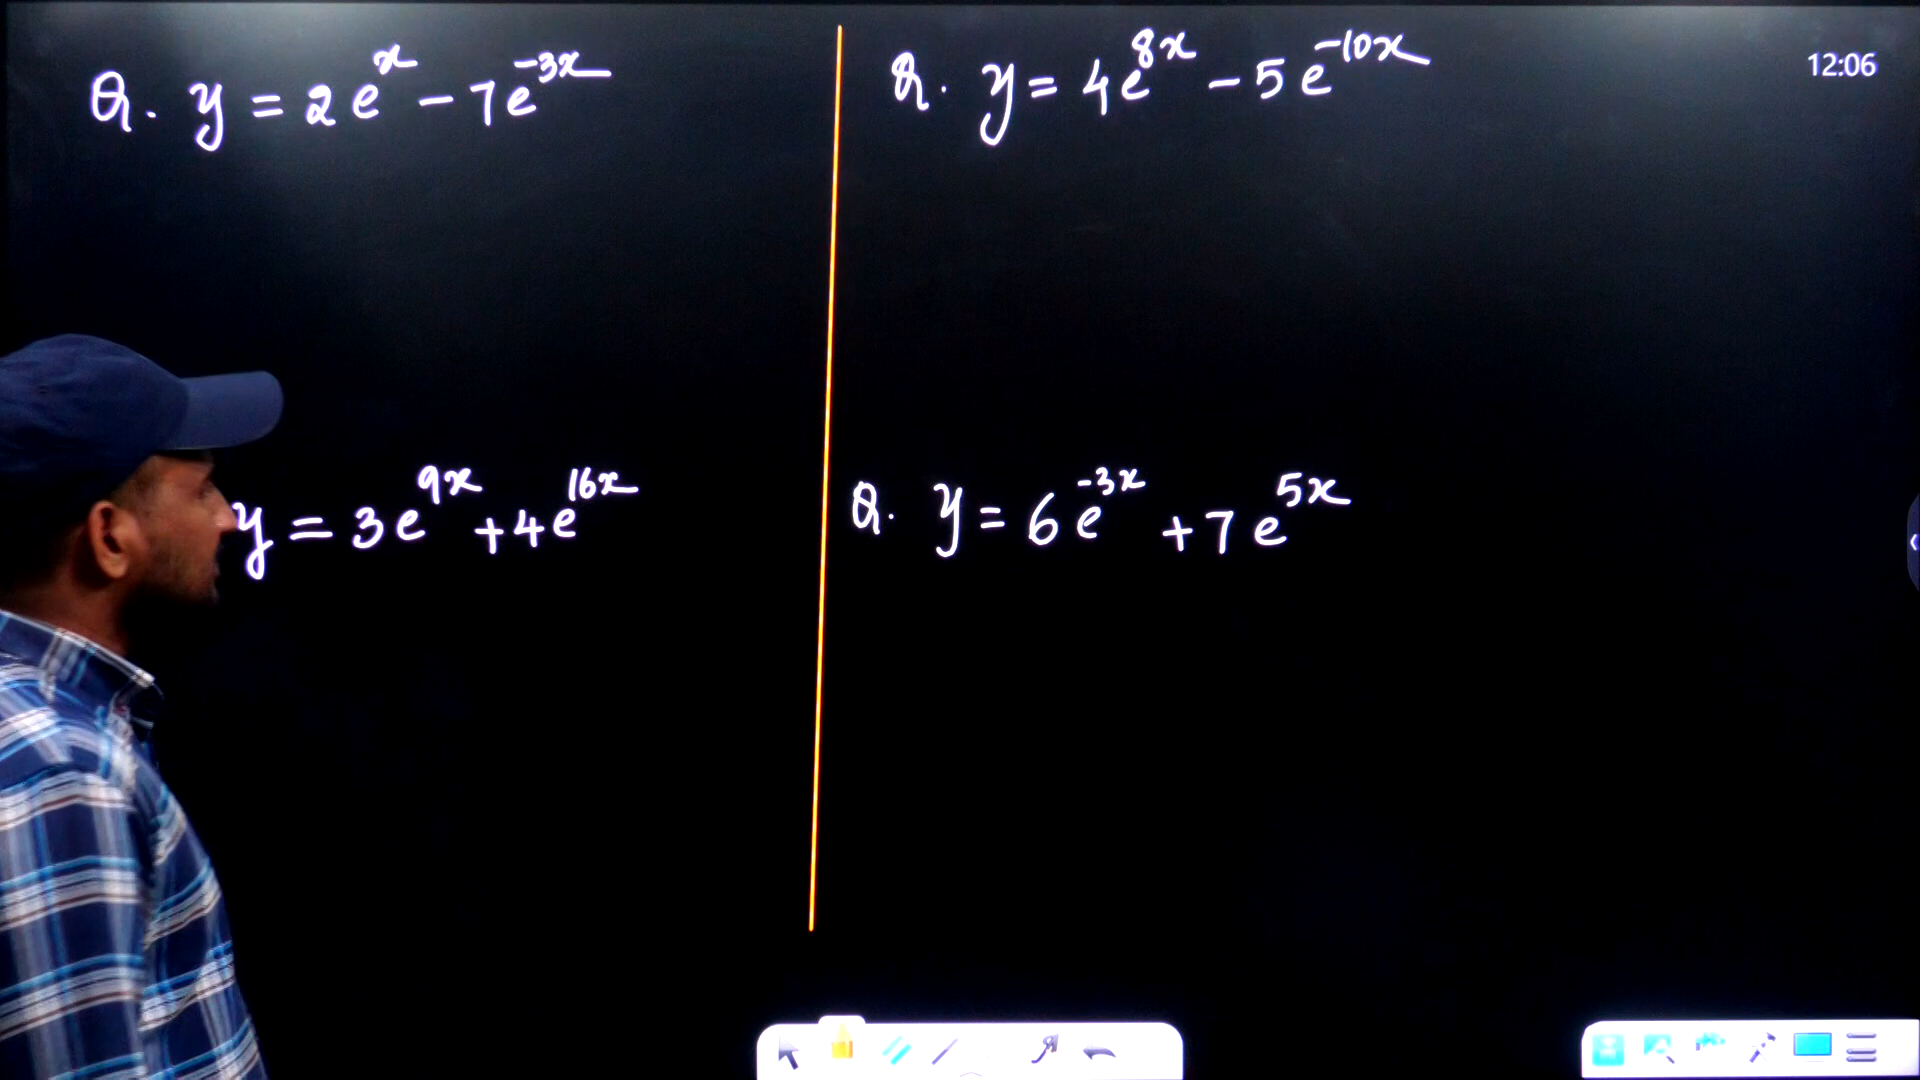 Q. y = 2e^x - 7e^{-3x}
Q. y = 4e^{8x} - 5e^{-10x}
12:06
y = 3e^{9x} + 4e^{16x}
Q. y = 6e^{-3x} + 7e^{5x}